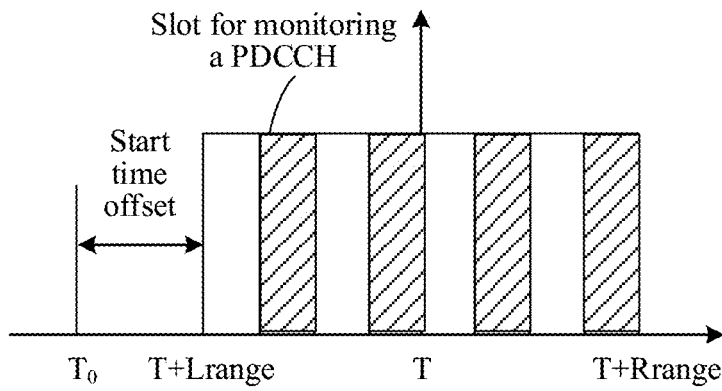 Slot for monitoring
a PDCCH
Start
time
offset
T₀ T+Lrange T T+Rrange